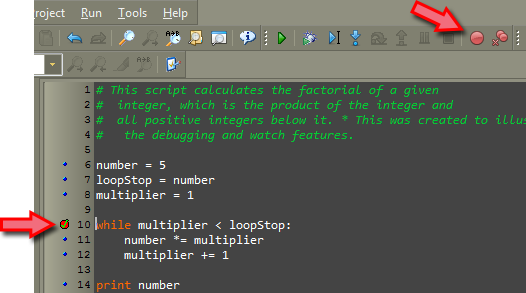 roject Run Tools Help
1 # This script calculates the factorial of a given
2 # integer, which is the product of the integer and
3 # all positive integers below it. * This was created to illus
4 # the debugging and watch features.
5
6 number = 5
7 loopStop = number
8 multiplier = 1
9
10 while multiplier < loopStop:
11 number *= multiplier
12 multiplier += 1
13
14 print number